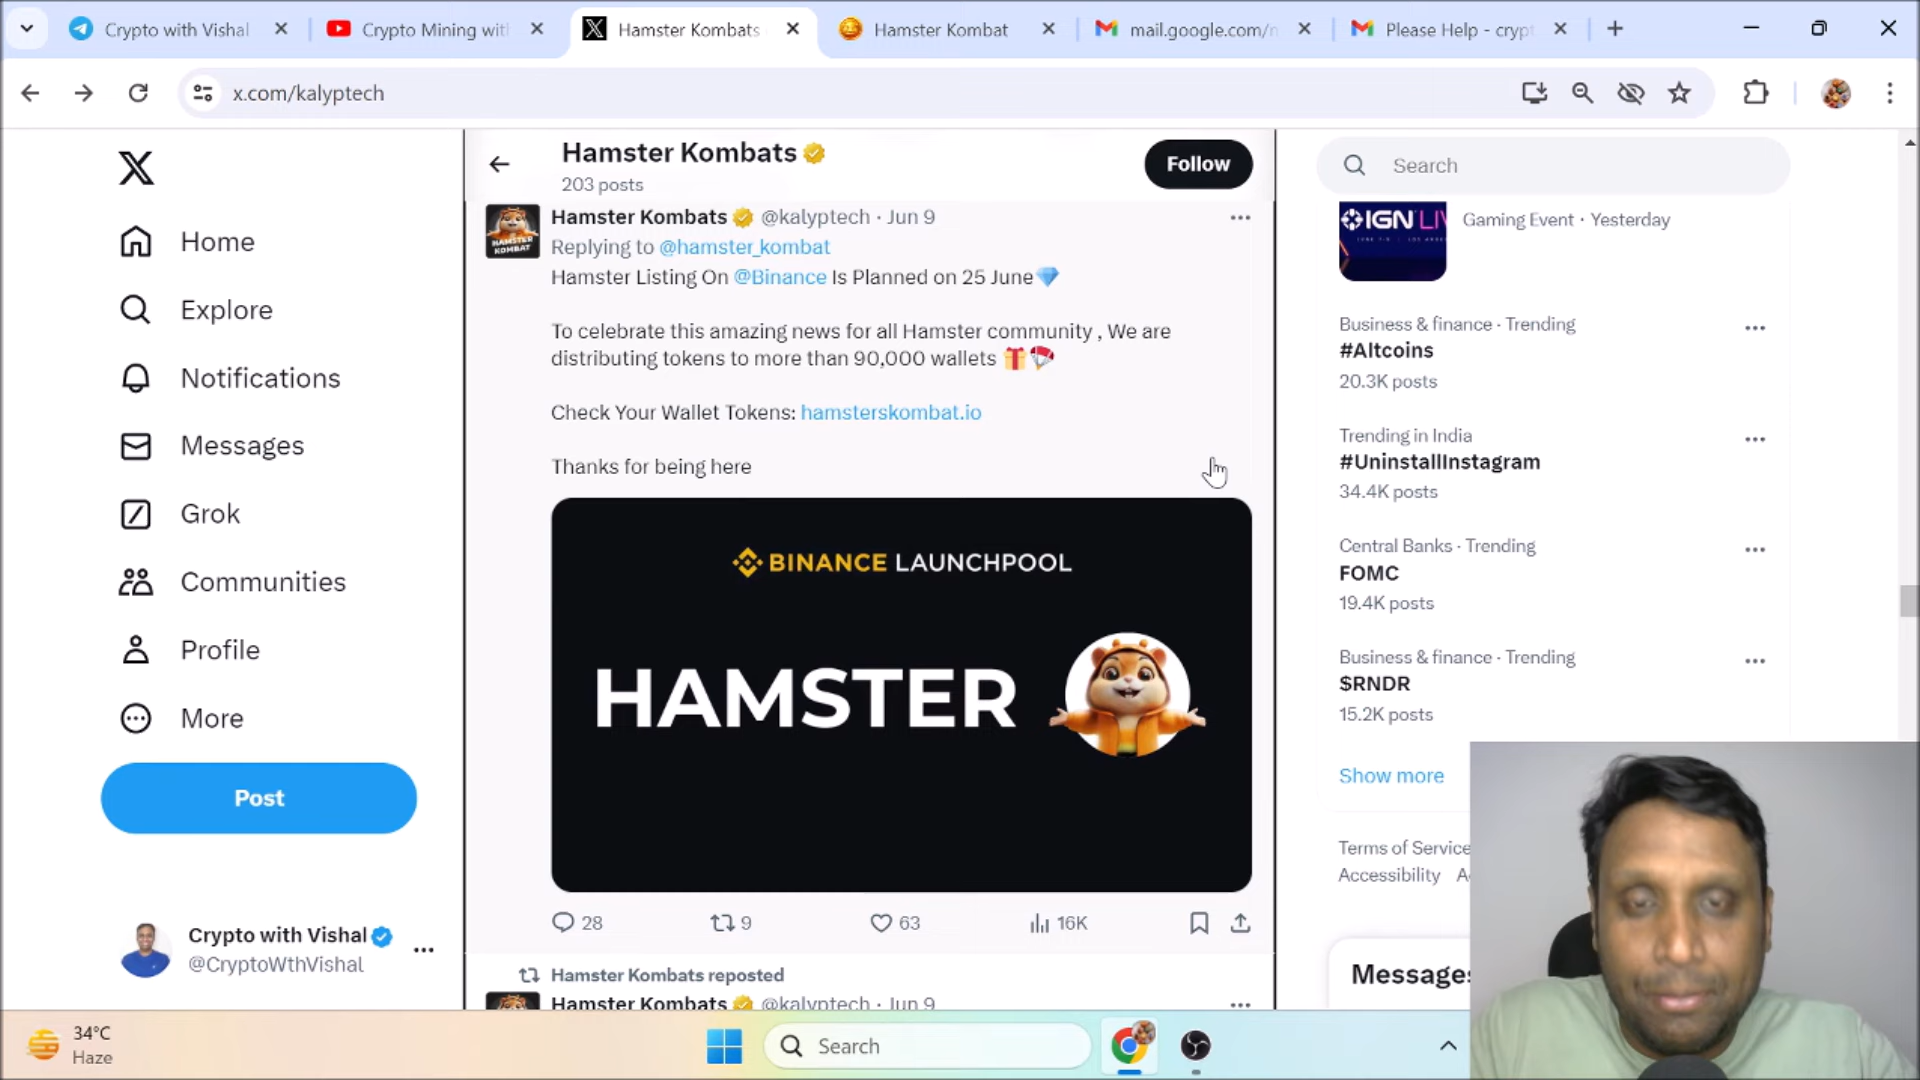 Crypto with Vishal
Crypto Mining wit
Hamster Kombats
Hamster Kombat
mail.google.com/
Please Help - crypt
x.com/kalyptech
Home
Explore
Notifications
Messages
Grok
Communities
Profile
More
Post
Crypto with Vishal
@CryptoWthVishal
Hamster Kombats
203 posts
Follow
Hamster Kombats @kalyptech · Jun 9
Replying to @hamster_kombat
Hamster Listing On @Binance Is Planned on 25 June
To celebrate this amazing news for all Hamster community , We are
distributing tokens to more than 90,000 wallets
Check Your Wallet Tokens: hamsterskombat.io
Thanks for being here
BINANCE LAUNCHPOOL
HAMSTER
28
9
63
16K
Hamster Kombats reposted
Hamster Kombats @kalyptech · Jun 9
HAMSTER
KOMBAT
Search
IGN LI
Gaming Event · Yesterday
Business & finance · Trending
#Altcoins
20.3K posts
Trending in India
#UninstallInstagram
34.4K posts
Central Banks · Trending
FOMC
19.4K posts
Business & finance · Trending
$RNDR
15.2K posts
Show more
Terms of Service
Accessibility
Messages
34°C
Haze
Search